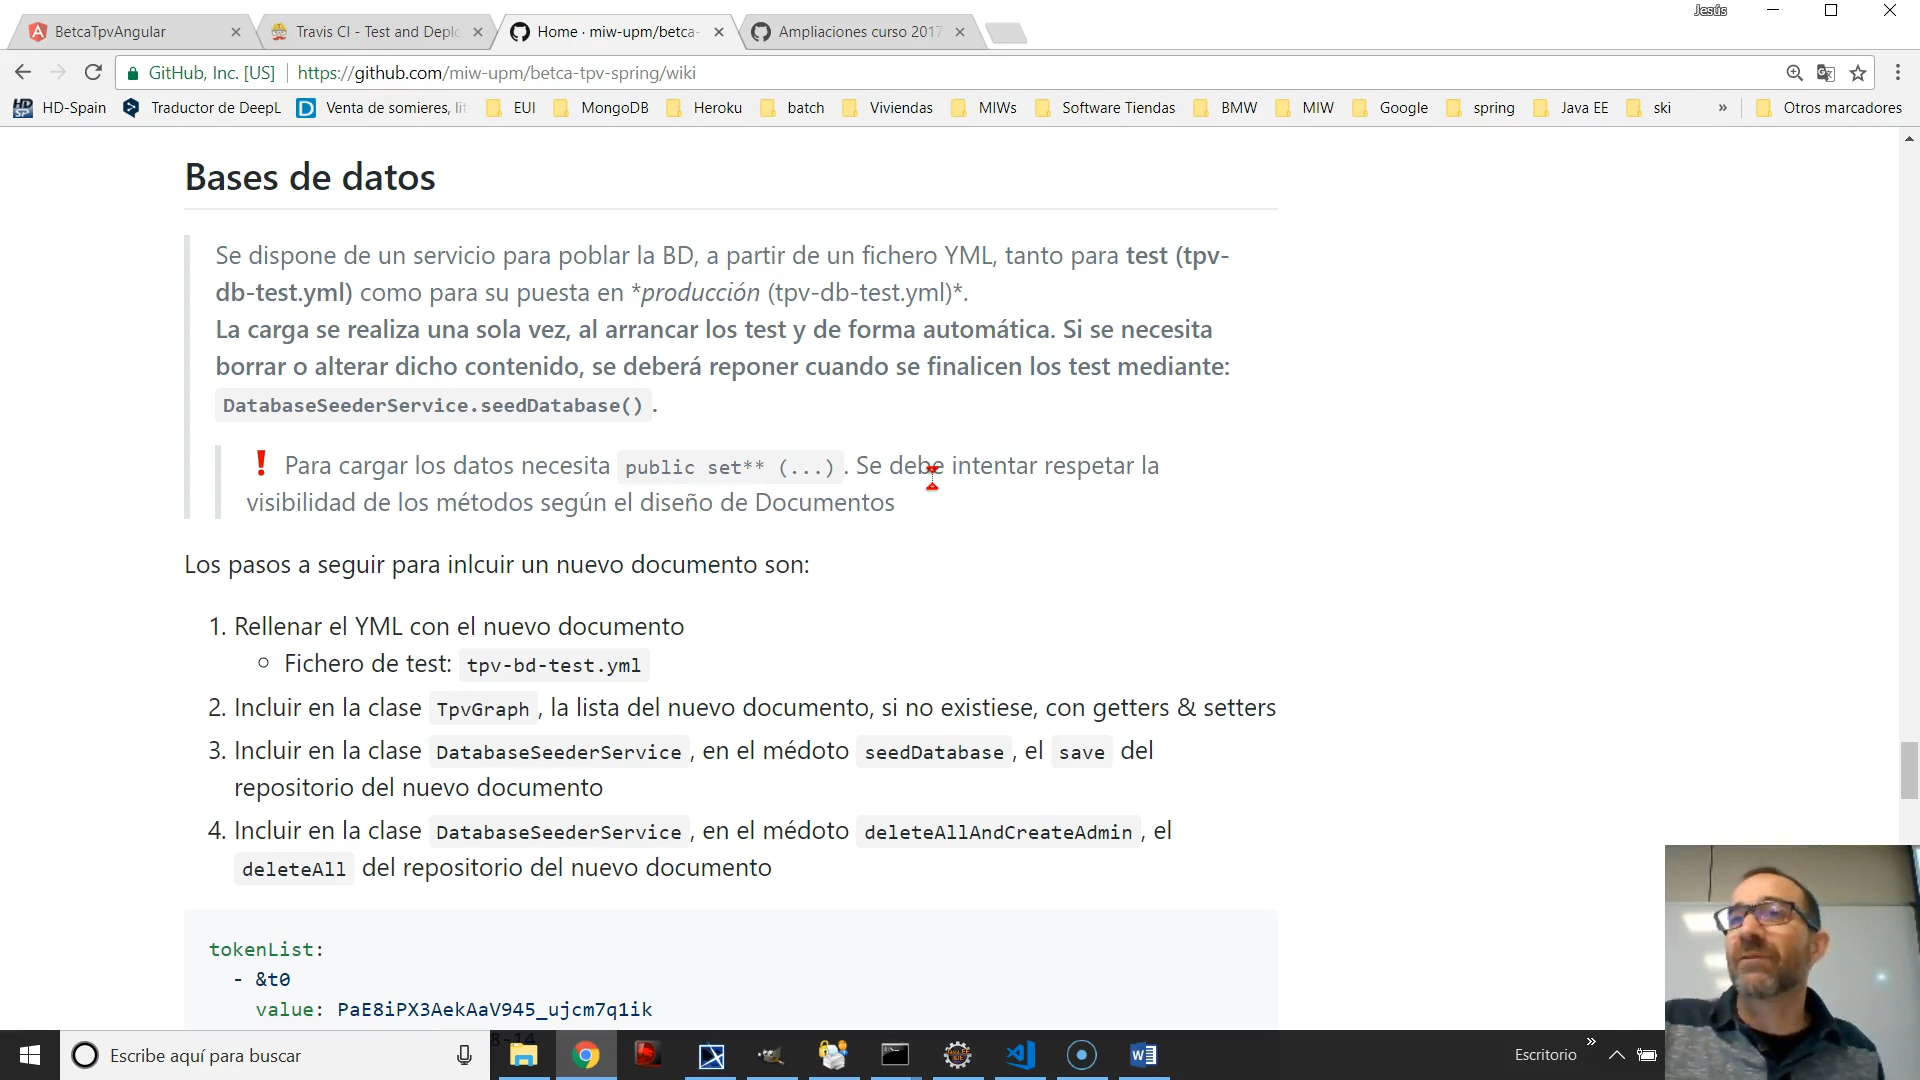 Jesús
BetcaTpvAngular
Travis CI - Test and Deplo
Home · miw-upm/betca-
Ampliaciones curso 2017
GitHub, Inc. [US]
https://github.com/miw-upm/betca-tpv-spring/wiki
HD-Spain
Traductor de DeepL
Venta de somieres, lit
EUI
MongoDB
Heroku
batch
Viviendas
MIWs
Software Tiendas
BMW
MIW
Google
spring
Java EE
ski
»
Otros marcadores
Bases de datos
Se dispone de un servicio para poblar la BD, a partir de un fichero YML, tanto para test (tpv-
db-test.yml) como para su puesta en *producción (tpv-db-test.yml)*.
La carga se realiza una sola vez, al arrancar los test y de forma automática. Si se necesita
borrar o alterar dicho contenido, se deberá reponer cuando se finalicen los test mediante:
DatabaseSeederService.seedDatabase() .
❗ Para cargar los datos necesita public set** (...) . Se debe intentar respetar la
visibilidad de los métodos según el diseño de Documentos
Los pasos a seguir para inlcuir un nuevo documento son:
1. Rellenar el YML con el nuevo documento
○ Fichero de test: tpv-bd-test.yml
2. Incluir en la clase TpvGraph , la lista del nuevo documento, si no existiese, con getters & setters
3. Incluir en la clase DatabaseSeederService , en el médoto seedDatabase , el save del
repositorio del nuevo documento
4. Incluir en la clase DatabaseSeederService , en el médoto deleteAllAndCreateAdmin , el
deleteAll del repositorio del nuevo documento
tokenList:
- &t0
value: PaE8iPX3AekAaV945_ujcm7q1ik
8-14
Escribe aquí para buscar
Escritorio
»